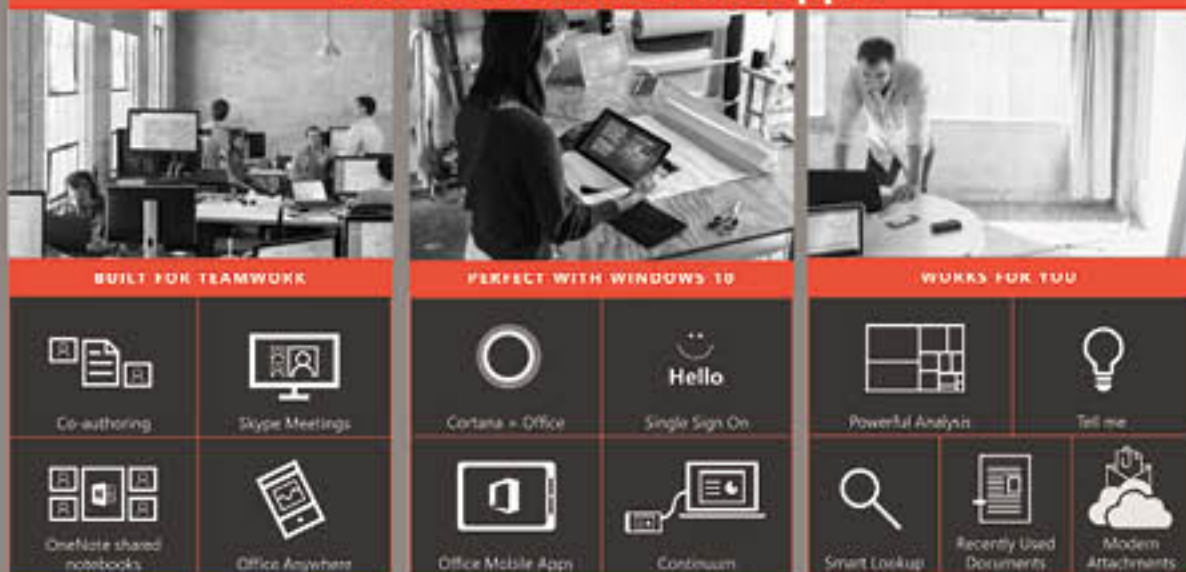 BUILT FOR TEAMWORK
PERFECT WITH WINDOWS 10
WORKS FOR YOU
Co-authoring
Skype Meetings
Cortana + Office
Hello
Single Sign On
Powerful Analysis
Tell me
OneNote shared
notebooks
Office Anywhere
Office Mobile Apps
Continuum
Smart Lookup
Recently Used
Documents
Modern
Attachments